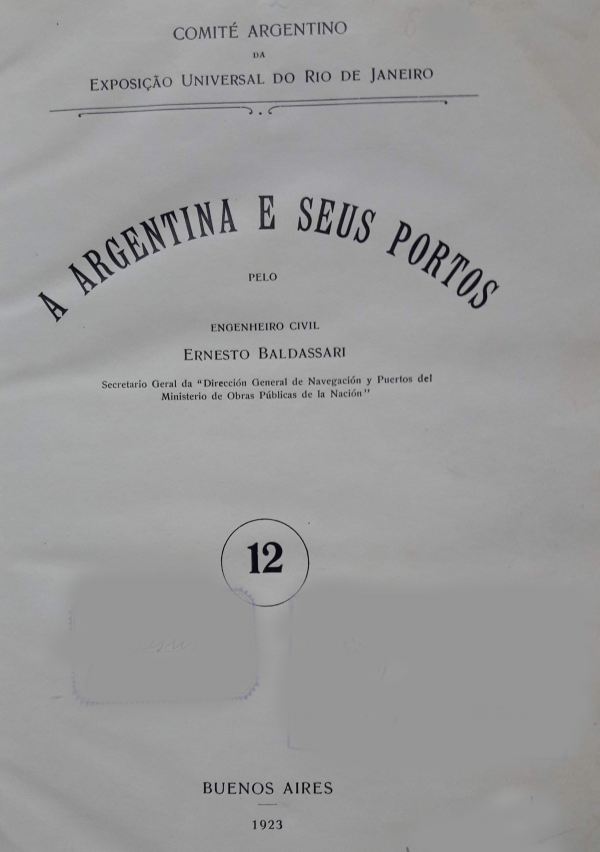 COMITÉ ARGENTINO
DA
EXPOSIÇÃO UNIVERSAL DO RIO DE JANEIRO
A ARGENTINA E SEUS PORTOS
PELO
ENGENHEIRO CIVIL
ERNESTO BALDASSARI
Secretario Geral da "Dirección General de Navegación y Puertos del
Ministerio de Obras Públicas de la Nación"
12
BUENOS AIRES
1923